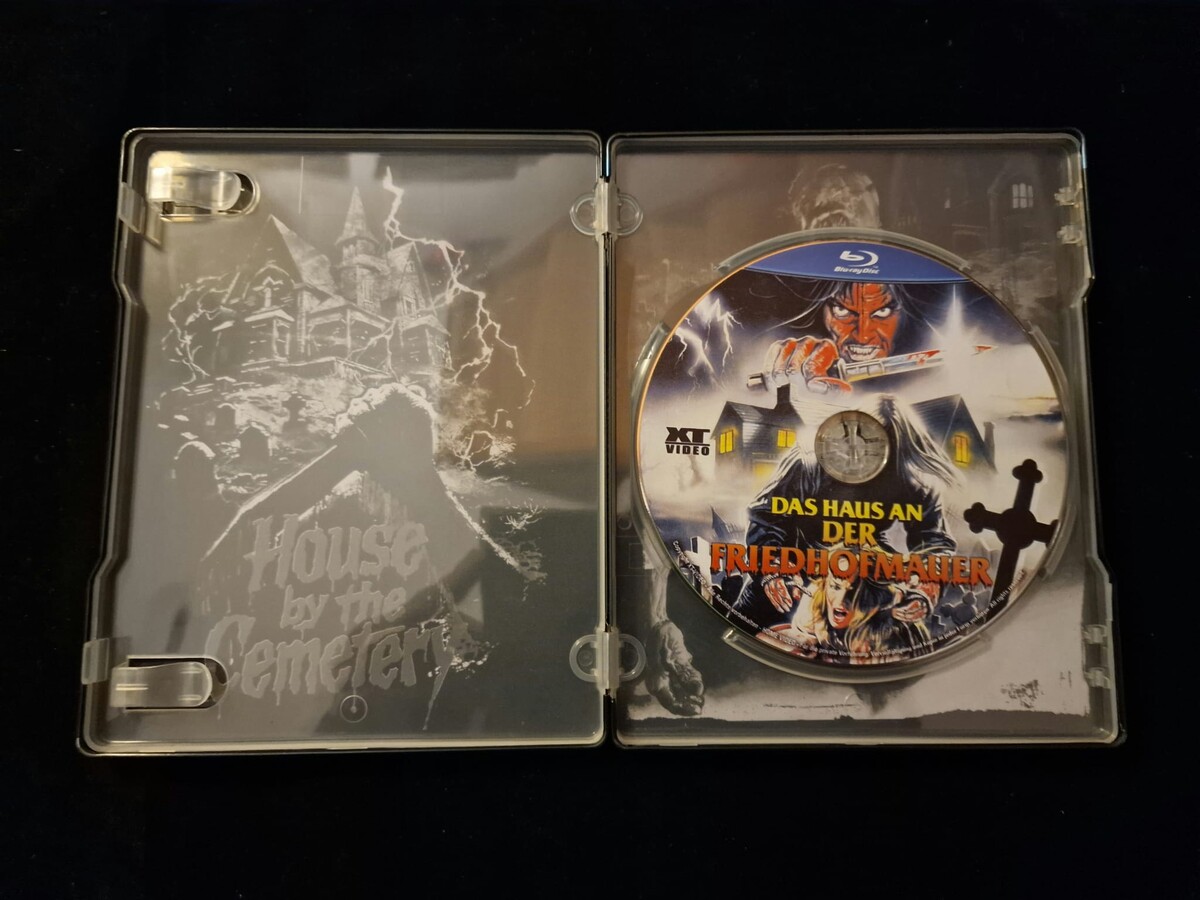 House
by the
Cemetery
Blu-ray Disc
XT
VIDEO
DAS HAUS AN
DER
FRIEDHOFMAUER